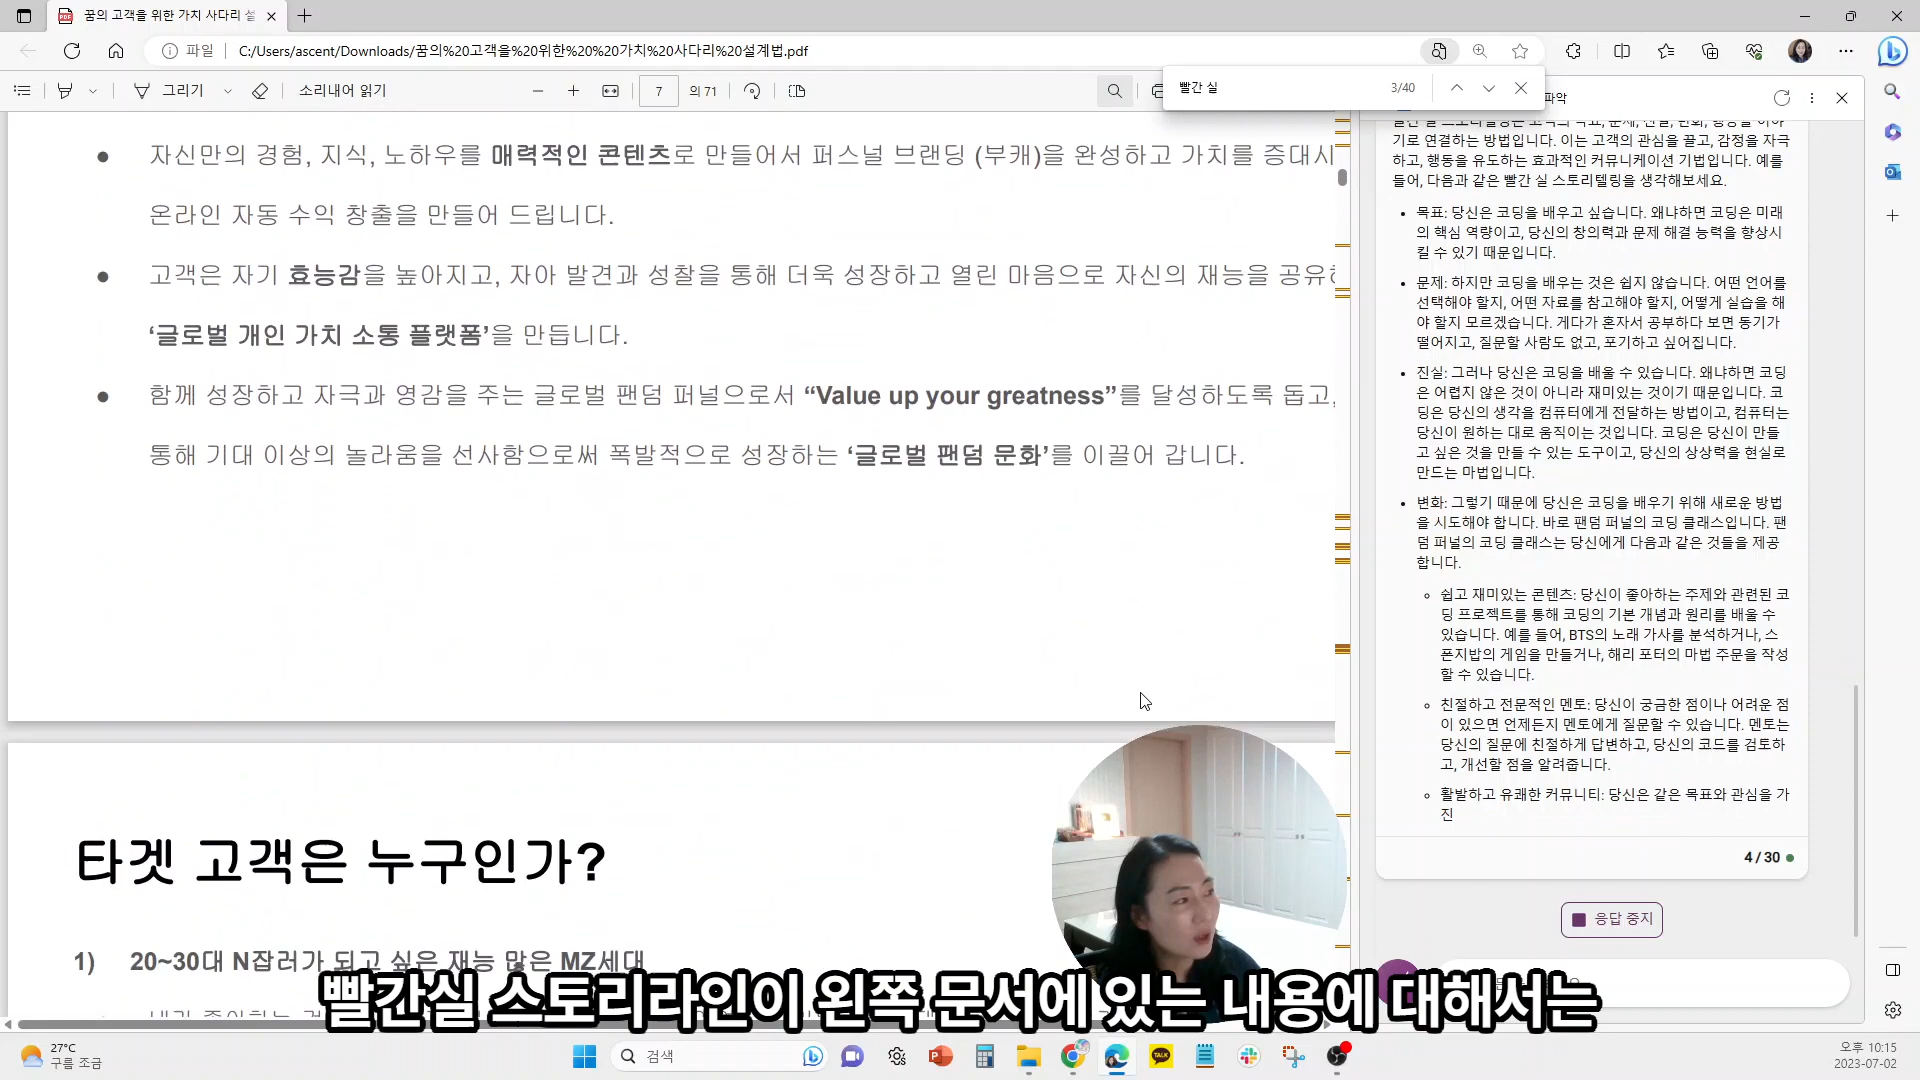 꿈의 고객을 위한 가치 사다리 설
파일
C:/Users/ascent/Downloads/꿈의%20고객을%20위한%20%20가치%20사다리%20설계법.pdf
그리기
소리내어 읽기
7
의 71
빨간 실
3/40
파악
자신만의 경험, 지식, 노하우를 매력적인 콘텐츠로 만들어서 퍼스널 브랜딩 (부캐)을 완성하고 가치를 증대시
온라인 자동 수익 창출을 만들어 드립니다.
고객은 자기 효능감을 높아지고, 자아 발견과 성찰을 통해 더욱 성장하고 열린 마음으로 자신의 재능을 공유하
‘글로벌 개인 가치 소통 플랫폼’을 만듭니다.
함께 성장하고 자극과 영감을 주는 글로벌 팬덤 퍼널으로서 “Value up your greatness”를 달성하도록 돕고,
통해 기대 이상의 놀라움을 선사함으로써 폭발적으로 성장하는 ‘글로벌 팬덤 문화’를 이끌어 갑니다.
타겟 고객은 누구인가?
1) 20~30대 N잡러가 되고 싶은 재능 많은 MZ세대
빨간 실 스토리텔링은 고객의 목표, 문제, 진실, 변화, 행동을 이야
기로 연결하는 방법입니다. 이는 고객의 관심을 끌고, 감정을 자극
하고, 행동을 유도하는 효과적인 커뮤니케이션 기법입니다. 예를
들어, 다음과 같은 빨간 실 스토리텔링을 생각해보세요.
목표: 당신은 코딩을 배우고 싶습니다. 왜냐하면 코딩은 미래
의 핵심 역량이고, 당신의 창의력과 문제 해결 능력을 향상시
킬 수 있기 때문입니다.
문제: 하지만 코딩을 배우는 것은 쉽지 않습니다. 어떤 언어를
선택해야 할지, 어떤 자료를 참고해야 할지, 어떻게 실습을 해
야 할지 모르겠습니다. 게다가 혼자서 공부하다 보면 동기가
떨어지고, 질문할 사람도 없고, 포기하고 싶어집니다.
진실: 그러나 당신은 코딩을 배울 수 있습니다. 왜냐하면 코딩
은 어렵지 않은 것이 아니라 재미있는 것이기 때문입니다. 코
딩은 당신의 생각을 컴퓨터에게 전달하는 방법이고, 컴퓨터는
당신이 원하는 대로 움직이는 것입니다. 코딩은 당신이 만들
고 싶은 것을 만들 수 있는 도구이고, 당신의 상상력을 현실로
만드는 마법입니다.
변화: 그렇기 때문에 당신은 코딩을 배우기 위해 새로운 방법
을 시도해야 합니다. 바로 팬덤 퍼널의 코딩 클래스입니다. 팬
덤 퍼널의 코딩 클래스는 당신에게 다음과 같은 것들을 제공
합니다.
쉽고 재미있는 콘텐츠: 당신이 좋아하는 주제와 관련된 코
딩 프로젝트를 통해 코딩의 기본 개념과 원리를 배울 수
있습니다. 예를 들어, BTS의 노래 가사를 분석하거나, 스
폰지밥의 게임을 만들거나, 해리 포터의 마법 주문을 작성
할 수 있습니다.
친절하고 전문적인 멘토: 당신이 궁금한 점이나 어려운 점
이 있으면 언제든지 멘토에게 질문할 수 있습니다. 멘토는
당신의 질문에 친절하게 답변하고, 당신의 코드를 검토하
고, 개선할 점을 알려줍니다.
활발하고 유쾌한 커뮤니티: 당신은 같은 목표와 관심을 가
진
4 / 30
응답 중지
빨간실 스토리라인이 왼쪽 문서에 있는 내용에 대해서는
27°C
구름 조금
검색
TALK
오후 10:15
2023-07-02